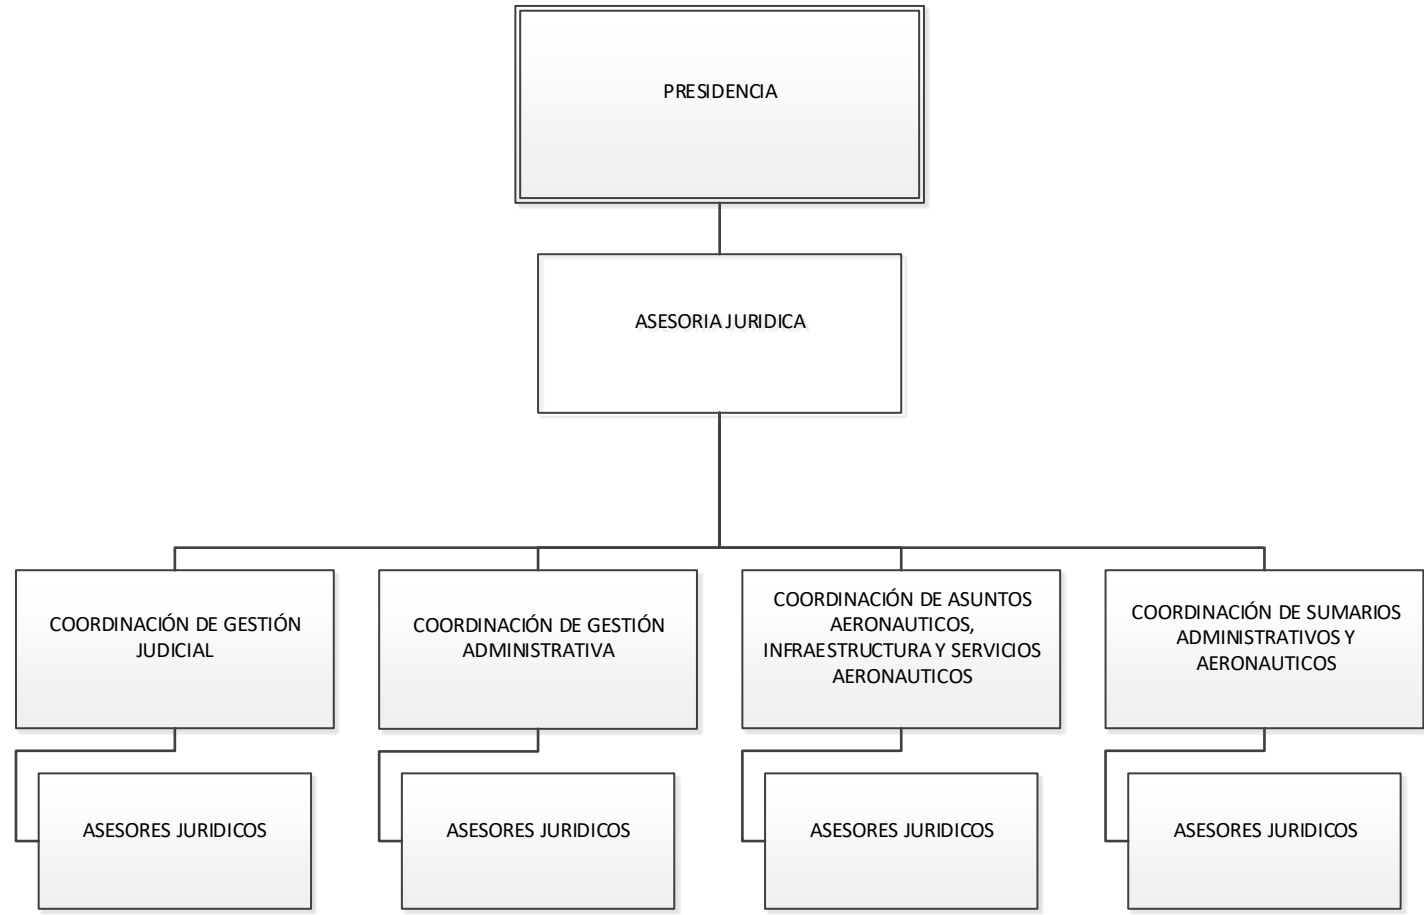 PRESIDENCIA
ASESORIA JURIDICA
COORDINACIÓN DE GESTIÓN
JUDICIAL
COORDINACIÓN DE GESTIÓN
ADMINISTRATIVA
COORDINACIÓN DE ASUNTOS
AERONAUTICOS,
INFRAESTRUCTURA Y SERVICIOS
AERONAUTICOS
COORDINACIÓN DE SUMARIOS
ADMINISTRATIVOS Y
AERONAUTICOS
ASESORES JURIDICOS
ASESORES JURIDICOS
ASESORES JURIDICOS
ASESORES JURIDICOS